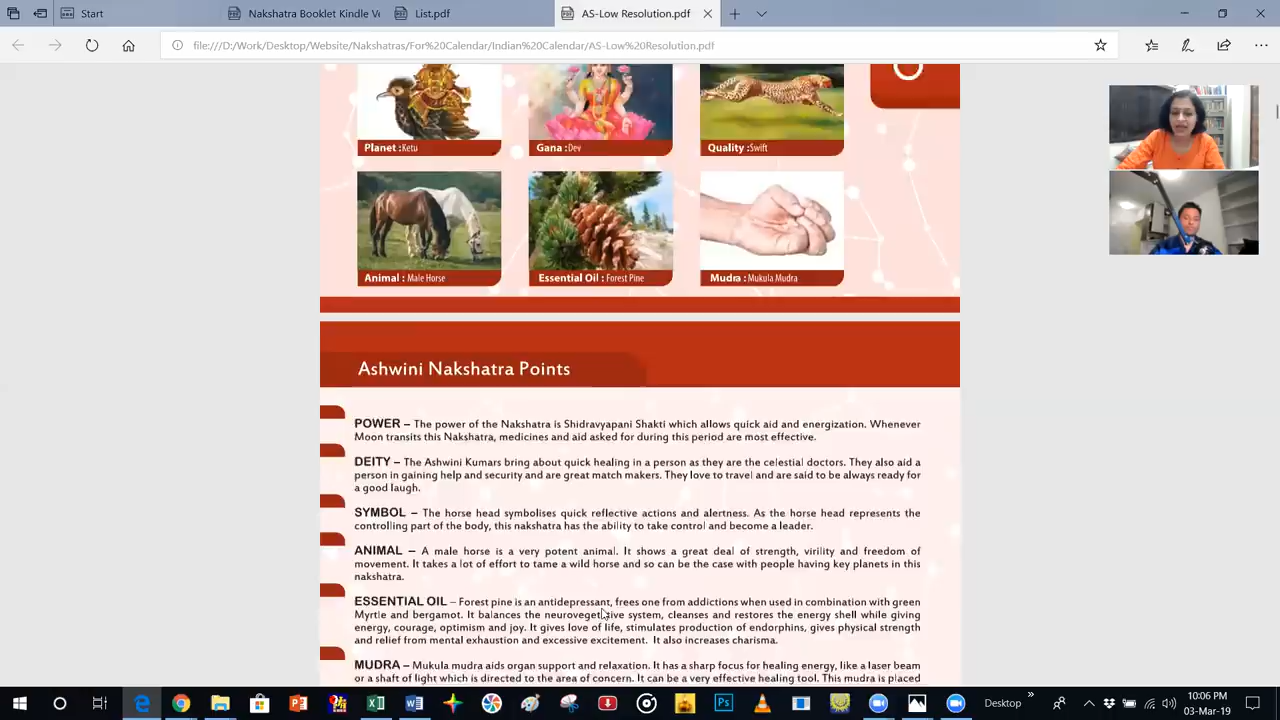 AS-Low Resolution.pdf
AS-Low Resolution.pdf
file:///D:/Work/Desktop/Website/Nakshatras/For%20Calendar/Indian%20Calendar/AS-Low%20Resolution.pdf
Planet :Ketu
Gana :Dev
Quality :Swift
Animal : Male Horse
Essential Oil : Forest Pine
Mudra : Mukula Mudra
Ashwini Nakshatra Points
POWER – The power of the Nakshatra is Shidravyapani Shakti which allows quick aid and energization. Whenever
Moon transits this Nakshatra, medicines and aid asked for during this period are most effective.
DEITY – The Ashwini Kumars bring about quick healing in a person as they are the celestial doctors. They also aid a
person in gaining help and security and are great match makers. They love to travel and are said to be always ready for
a good laugh.
SYMBOL – The horse head symbolises quick reflective actions and alertness. As the horse head represents the
controlling part of the body, this nakshatra has the ability to take control and become a leader.
ANIMAL – A male horse is a very potent animal. It shows a great deal of strength, virility and freedom of
movement. It takes a lot of effort to tame a wild horse and so can be the case with people having key planets in this
nakshatra.
ESSENTIAL OIL – Forest pine is an antidepressant, frees one from addictions when used in combination with green
Myrtle and bergamot. It balances the neurovegetative system, cleanses and restores the energy shell while giving
energy, courage, optimism and joy. It gives love of life, stimulates production of endorphins, gives physical strength
and relief from mental exhaustion and excessive excitement. It also increases charisma.
MUDRA – Mukula mudra aids organ support and relaxation. It has a sharp focus for healing energy, like a laser beam
or a shaft of light which is directed to the area of concern. It can be a very effective healing tool. This mudra is placed
Desktop
10:06 PM
03-Mar-19